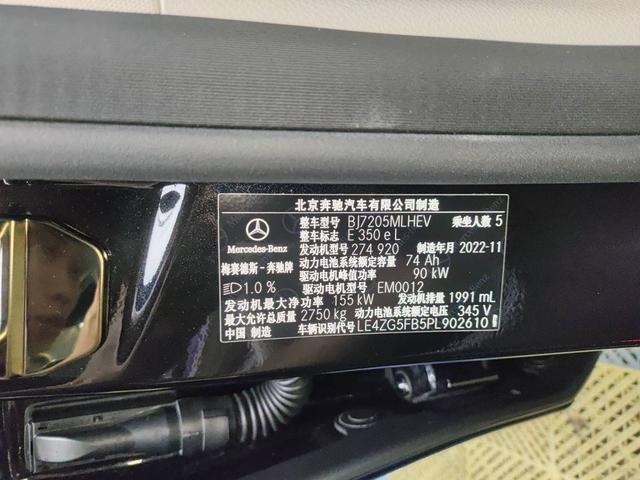 北京奔驰汽车有限公司制造
整车型号 BJ7205MLHEV 乘坐人数 5
整车标志 E 350 e L
Mercedes-Benz 发动机型号 274 920 制造年月 2022-11
动力电池系统额定容量 74 Ah
梅赛德斯-奔驰牌 驱动电机峰值功率 90 kW
1.0 % 驱动电机型号 EM0012
发动机最大净功率 155 kW 发动机排量 1991 mL
最大允许总质量 2750 kg 动力电池系统额定电压 345 V
中国 制造 车辆识别代号 LE4ZG5FB5PL902610